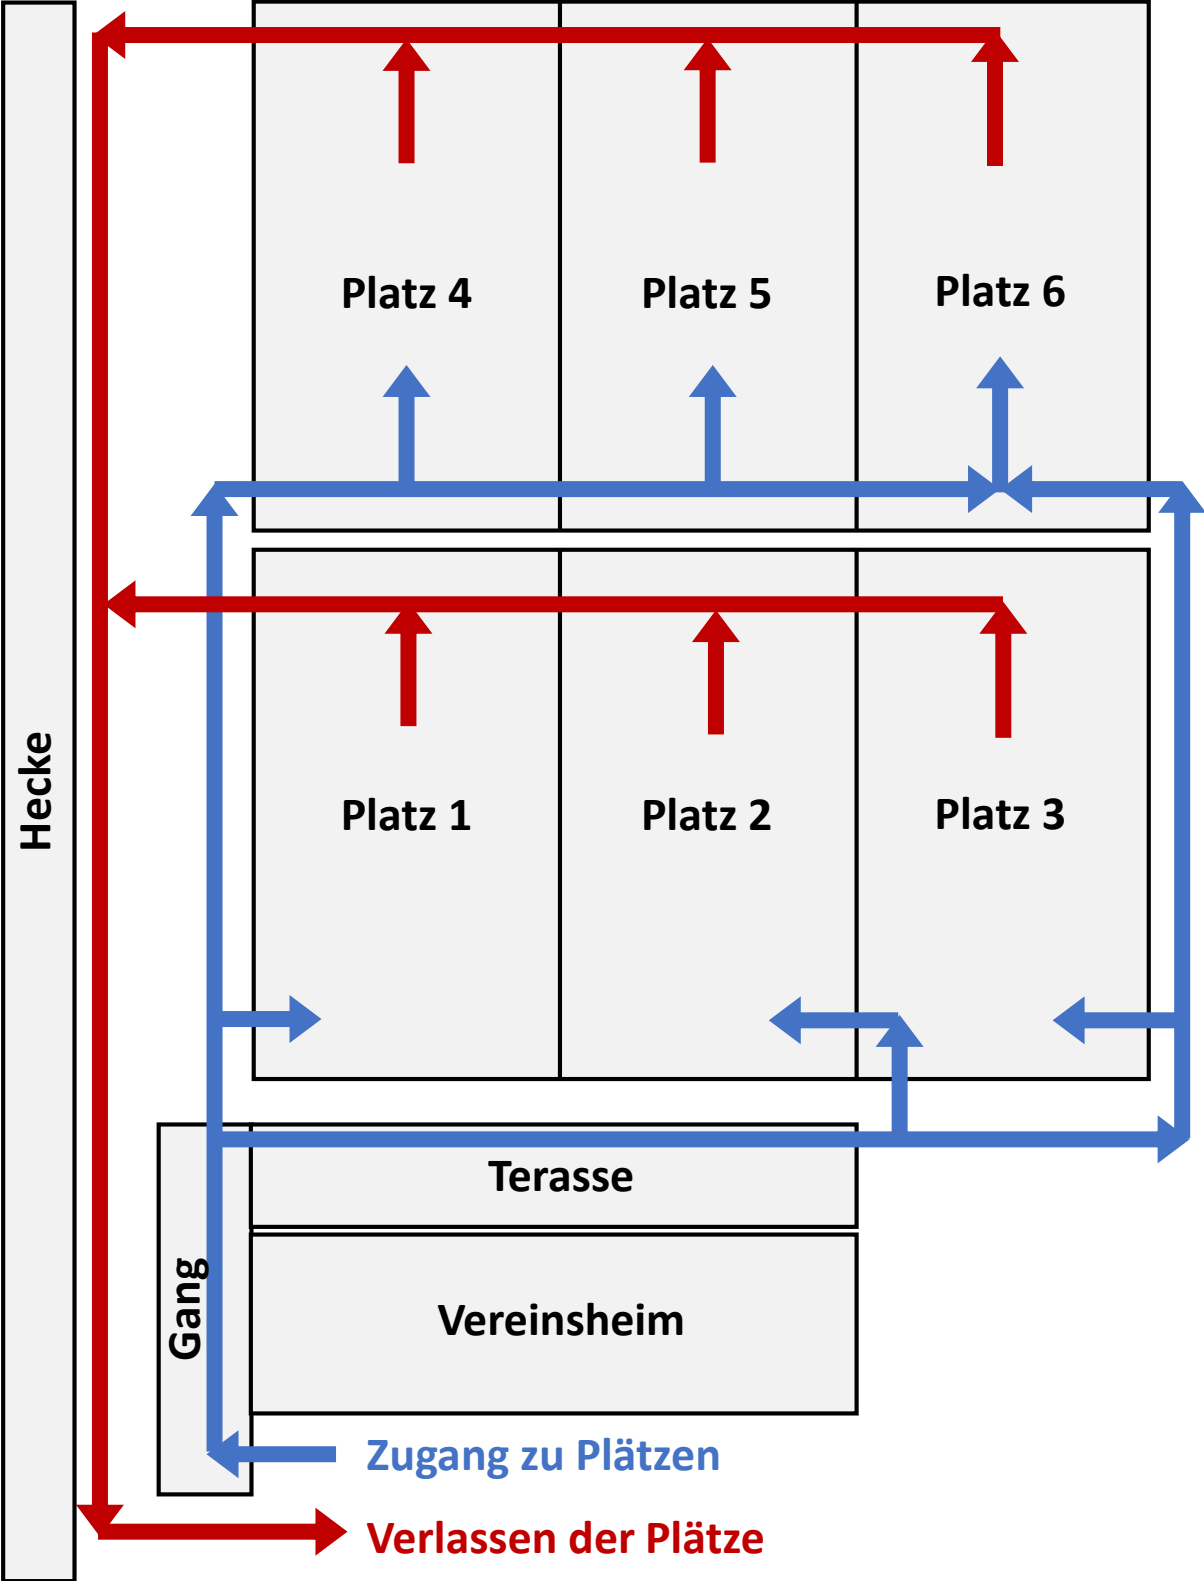 Platz 4
Platz 5
Platz 6
Hecke
Platz 1
Platz 2
Platz 3
Terasse
Gang
Vereinsheim
Zugang zu Plätzen
Verlassen der Plätze